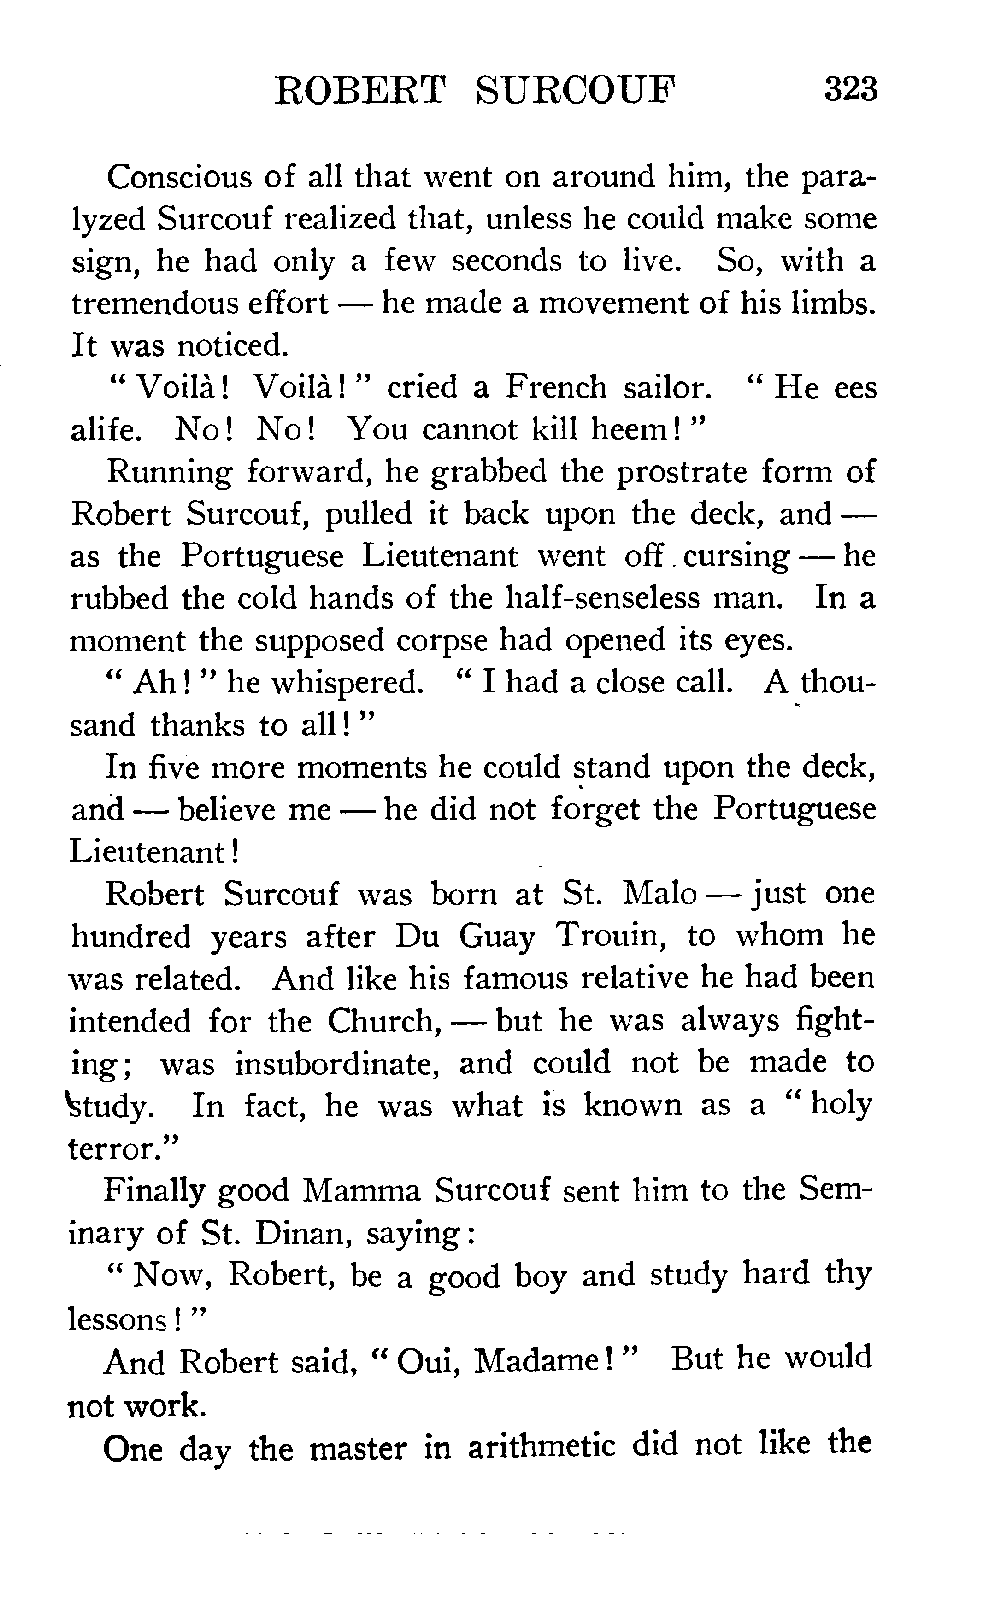 ROBERT SURCOUF 323
Conscious of all that went on around him, the para-
lyzed Surcouf realized that, unless he could make some
sign, he had only a few seconds to live. So, with a
tremendous effort — he made a movement of his limbs.
It was noticed.
“ Voilà! Voilà! ” cried a French sailor. “ He ees
alife. No! No! You cannot kill heem! ”
Running forward, he grabbed the prostrate form of
Robert Surcouf, pulled it back upon the deck, and —
as the Portuguese Lieutenant went off cursing — he
rubbed the cold hands of the half-senseless man. In a
moment the supposed corpse had opened its eyes.
“ Ah! ” he whispered. “ I had a close call. A thou-
sand thanks to all! ”
In five more moments he could stand upon the deck,
and — believe me — he did not forget the Portuguese
Lieutenant!
Robert Surcouf was born at St. Malo — just one
hundred years after Du Guay Trouin, to whom he
was related. And like his famous relative he had been
intended for the Church, — but he was always fight-
ing; was insubordinate, and could not be made to
study. In fact, he was what is known as a “ holy
terror.”
Finally good Mamma Surcouf sent him to the Sem-
inary of St. Dinan, saying:
“ Now, Robert, be a good boy and study hard thy
lessons! ”
And Robert said, “ Oui, Madame! ” But he would
not work.
One day the master in arithmetic did not like the